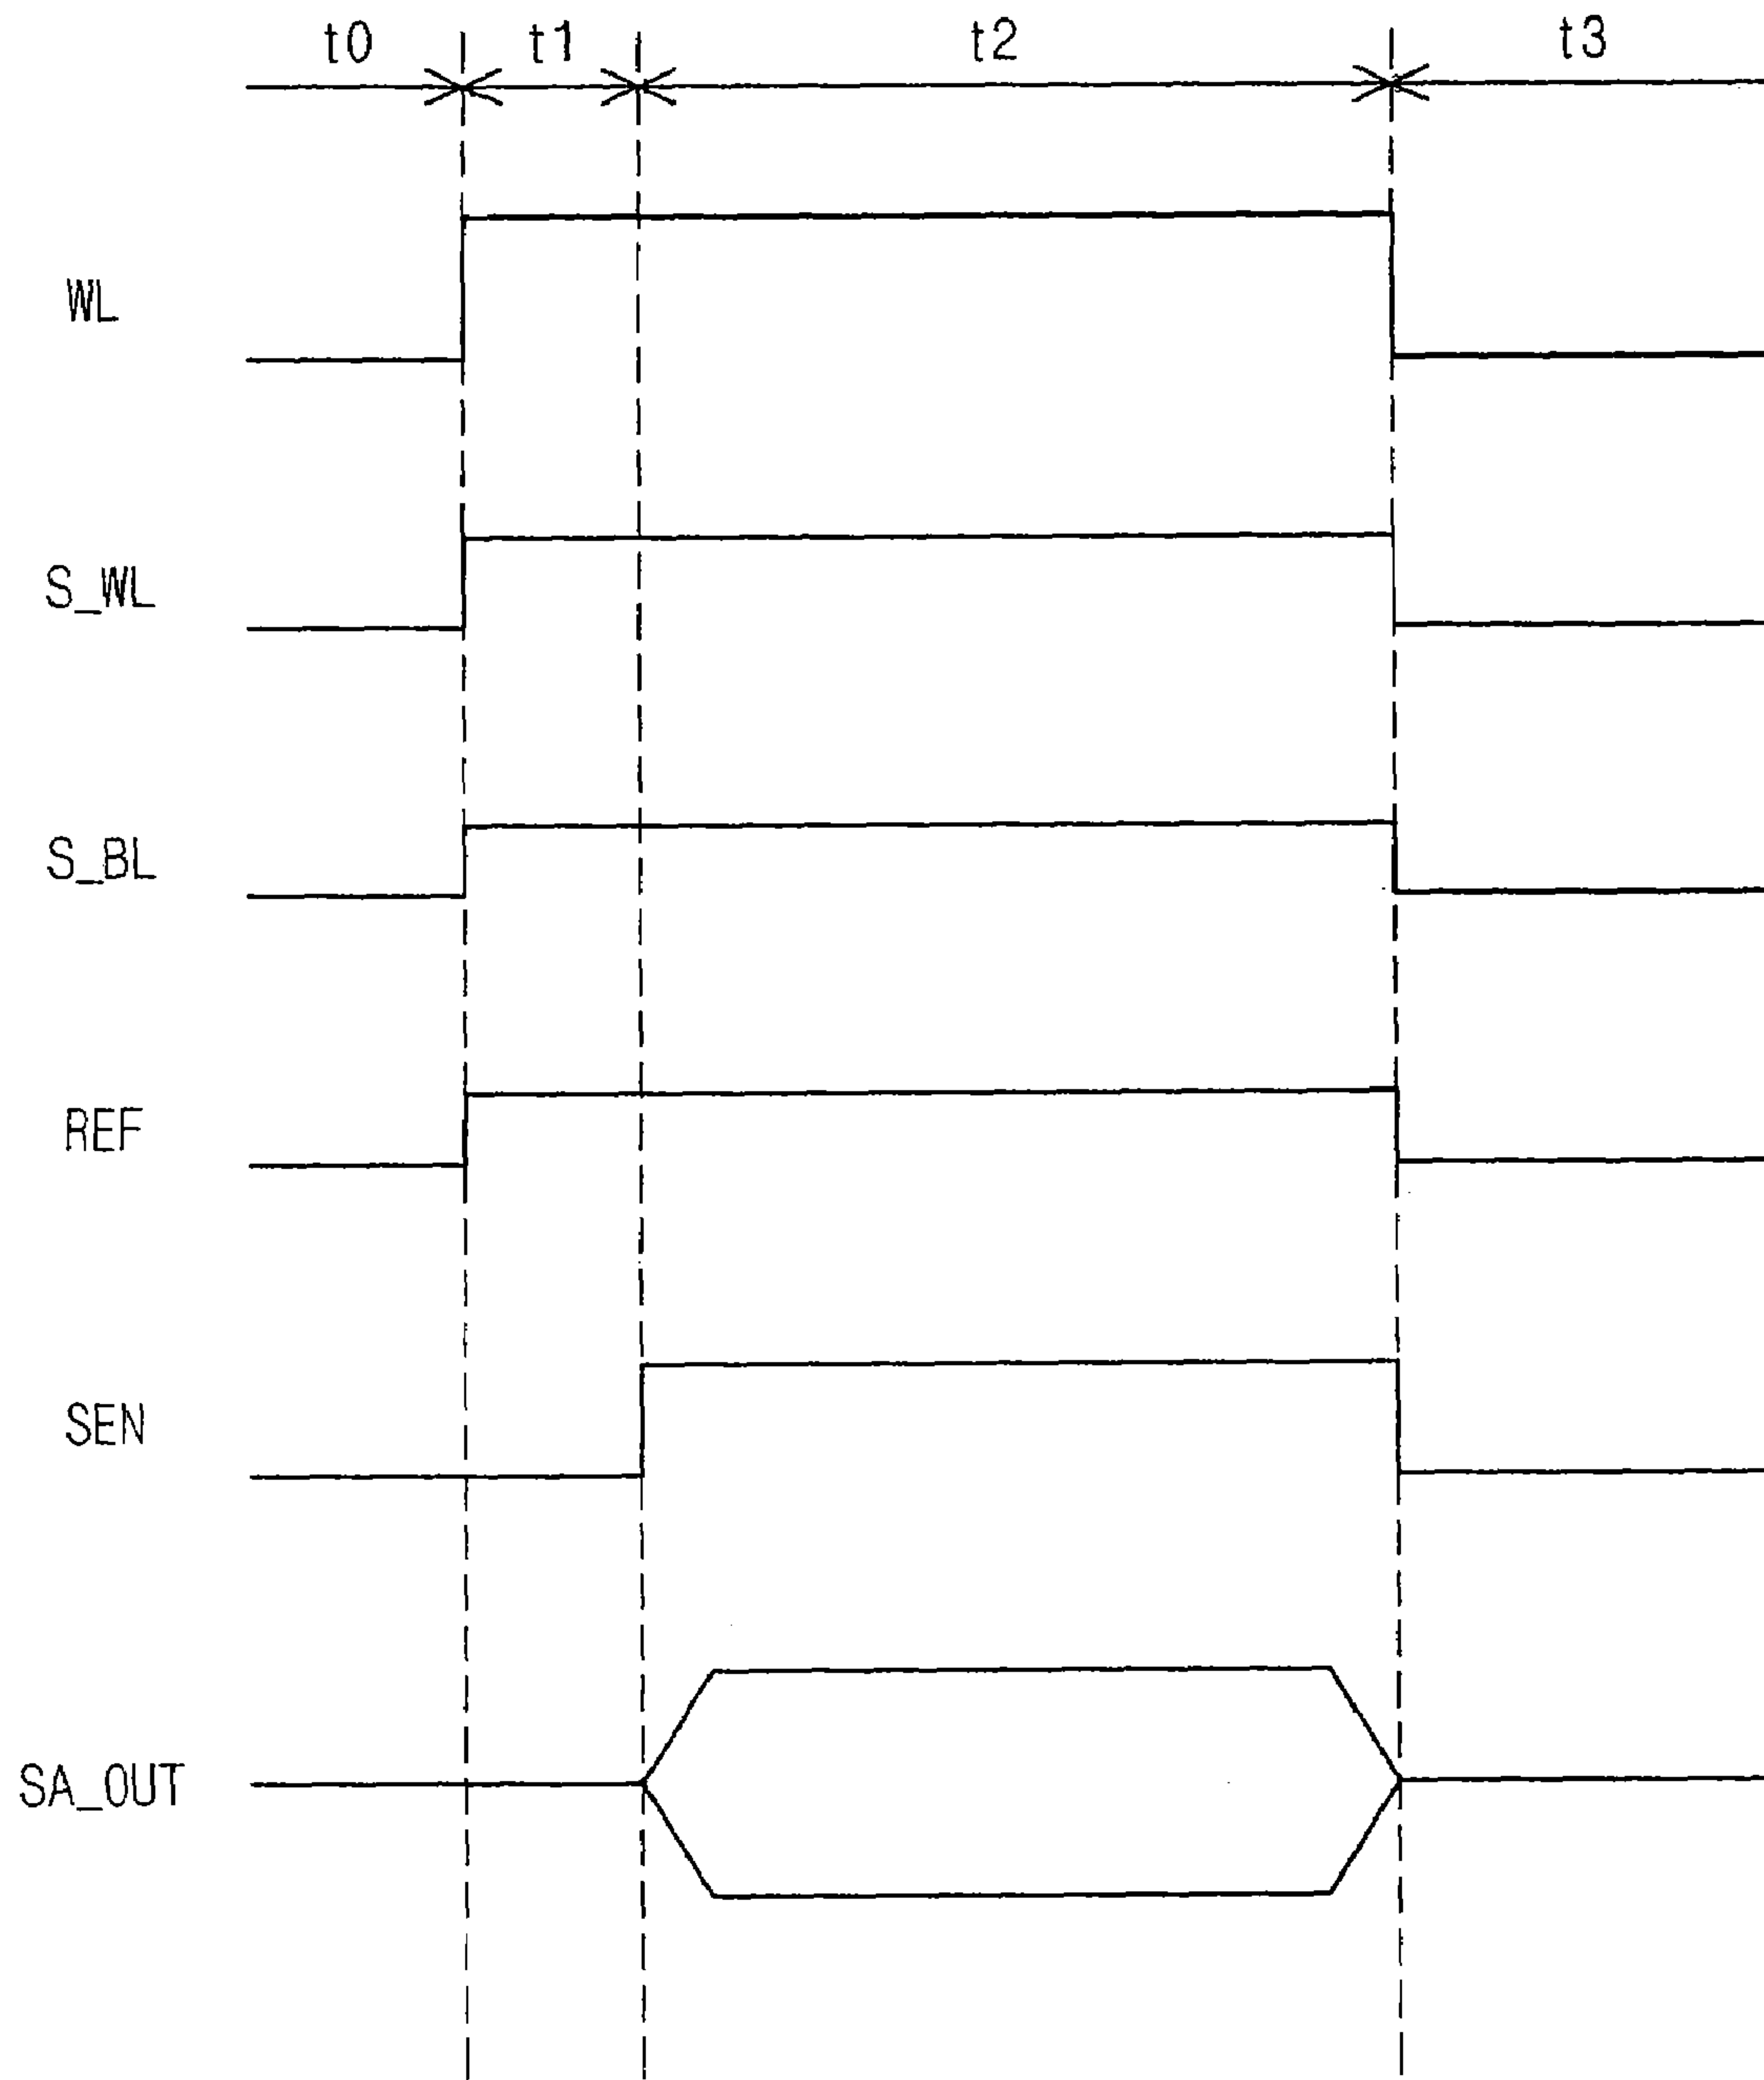 t0 t1 t2 t3
WL
S_WL
S_BL
REF
SEN
SA_OUT